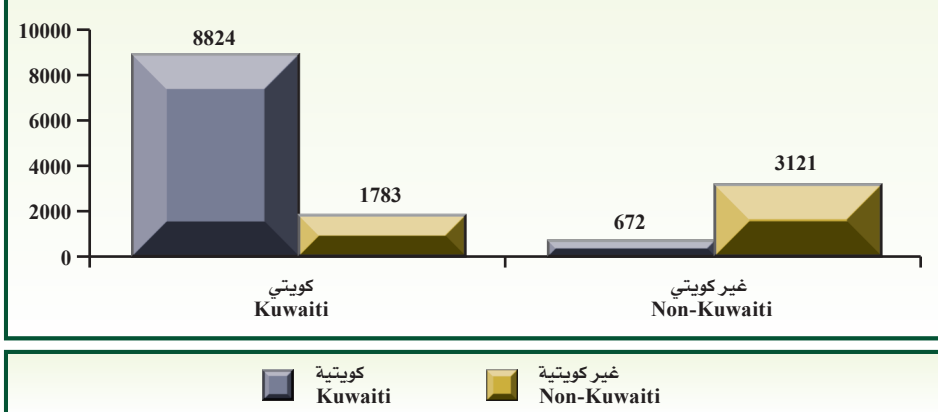 10000
8000
6000
4000
2000
0
8824
1783
672
3121
كويتي
Kuwaiti
غير كويتي
Non-Kuwaiti
كويتية
Kuwaiti
غير كويتية
Non-Kuwaiti